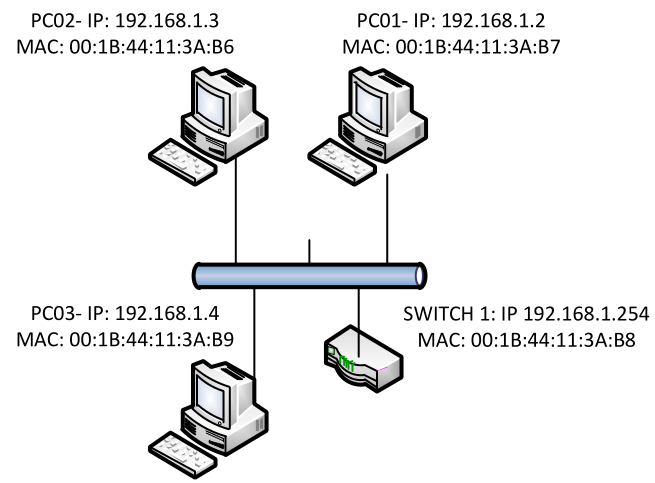 PC02- IP: 192.168.1.3
MAC: 00:1B:44:11:3A:B6
PC01- IP: 192.168.1.2
MAC: 00:1B:44:11:3A:B7
PC03- IP: 192.168.1.4
MAC: 00:1B:44:11:3A:B9
SWITCH 1: IP 192.168.1.254
MAC: 00:1B:44:11:3A:B8